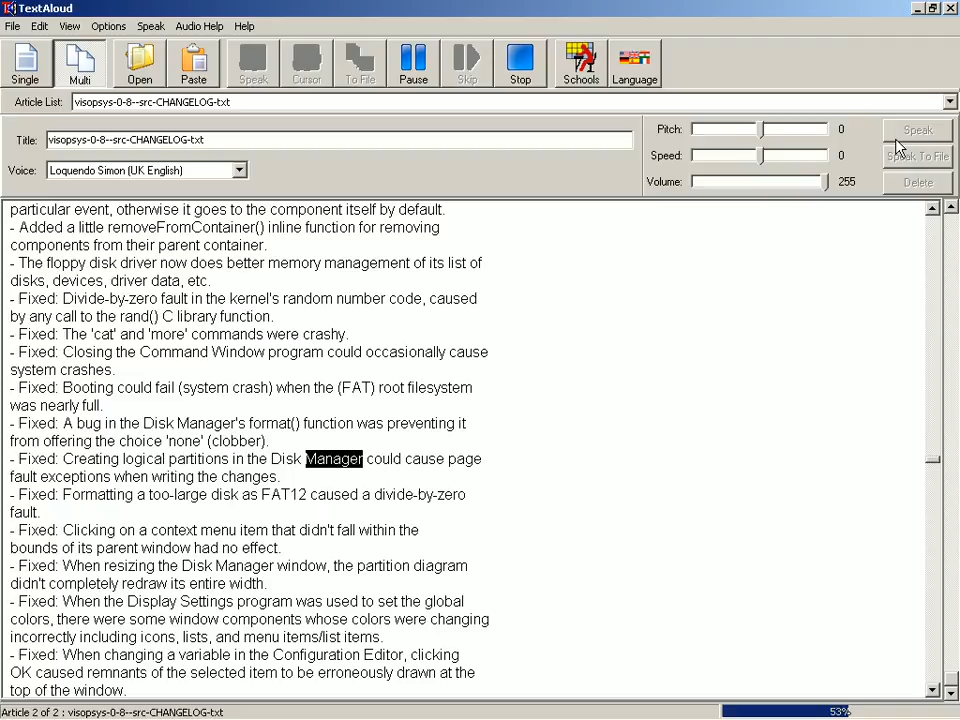 TextAloud
File Edit View Options Speak Audio Help Help
Single Multi Open Paste Speak Cursor To File Pause Skip Stop Schools Language
Article List: visopsys-0-8--src-CHANGELOG-txt
Title: visopsys-0-8--src-CHANGELOG-txt
Voice: Loquendo Simon (UK English)
Pitch: 0 Speak
Speed: 0 Speak To File
Volume: 255 Delete
particular event, otherwise it goes to the component itself by default.
- Added a little removeFromContainer() inline function for removing
components from their parent container.
- The floppy disk driver now does better memory management of its list of
disks, devices, driver data, etc.
- Fixed: Divide-by-zero fault in the kernel's random number code, caused
by any call to the rand() C library function.
- Fixed: The 'cat' and 'more' commands were crashy.
- Fixed: Closing the Command Window program could occasionally cause
system crashes.
- Fixed: Booting could fail (system crash) when the (FAT) root filesystem
was nearly full.
- Fixed: A bug in the Disk Manager's format() function was preventing it
from offering the choice 'none' (clobber).
- Fixed: Creating logical partitions in the Disk Manager could cause page
fault exceptions when writing the changes.
- Fixed: Formatting a too-large disk as FAT12 caused a divide-by-zero
fault.
- Fixed: Clicking on a context menu item that didn't fall within the
bounds of its parent window had no effect.
- Fixed: When resizing the Disk Manager window, the partition diagram
didn't completely redraw its entire width.
- Fixed: When the Display Settings program was used to set the global
colors, there were some window components whose colors were changing
incorrectly including icons, lists, and menu items/list items.
- Fixed: When changing a variable in the Configuration Editor, clicking
OK caused remnants of the selected item to be erroneously drawn at the
top of the window.
Article 2 of 2 : visopsys-0-8--src-CHANGELOG-txt 53%